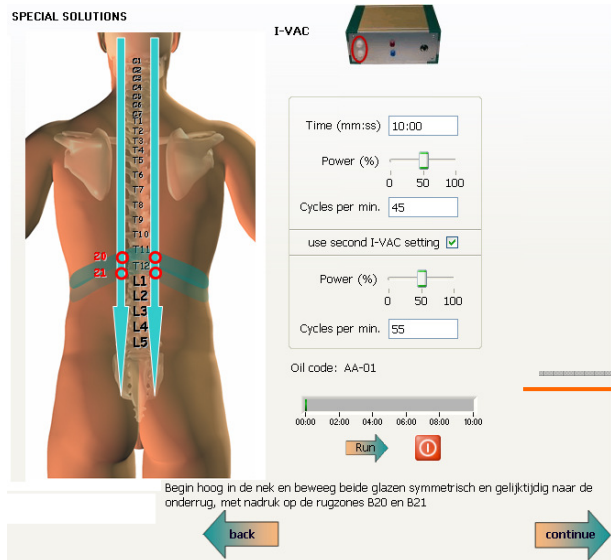 SPECIAL SOLUTIONS
I-VAC
C1
C2
C3
C4
C5
C6
C7
T1
T2
T3
T4
T5
T6
T7
T8
T9
T10
T11
20
T12
21
L1
L2
L3
L4
L5
Time (mm:ss) 10:00
Power (%)
0 50 100
Cycles per min. 45
use second I-VAC setting
Power (%)
0 50 100
Cycles per min. 55
Oil code: AA-01
00:00 02:00 04:00 06:00 08:00 10:00
Run
Begin hoog in de nek en beweeg beide glazen symmetrisch en gelijktijdig naar de
onderrug, met nadruk op de rugzones B20 en B21
back
continue